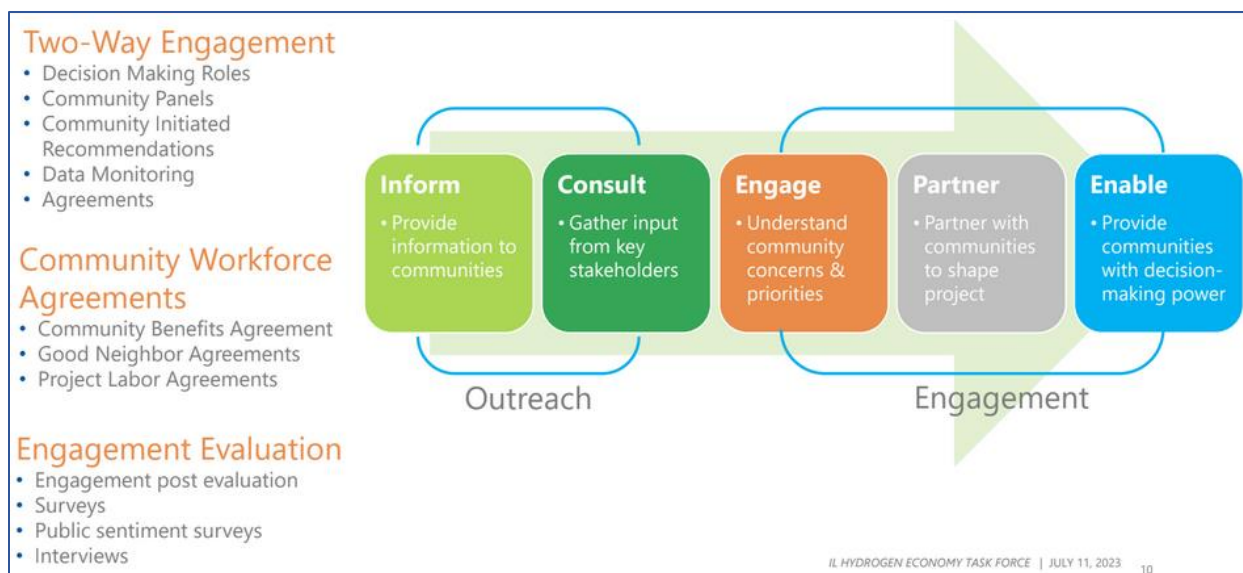 Two-Way Engagement
• Decision Making Roles
• Community Panels
• Community Initiated
Recommendations
• Data Monitoring
• Agreements
Community Workforce
Agreements
• Community Benefits Agreement
• Good Neighbor Agreements
• Project Labor Agreements
Engagement Evaluation
• Engagement post evaluation
• Surveys
• Public sentiment surveys
• Interviews
Inform
• Provide
information to
communities
Consult
• Gather input
from key
stakeholders
Engage
• Understand
community
concerns &
priorities
Partner
• Partner with
communities
to shape
project
Enable
• Provide
communities
with decision-
making power
Outreach
Engagement
IL HYDROGEN ECONOMY TASK FORCE | JULY 11, 2023 10